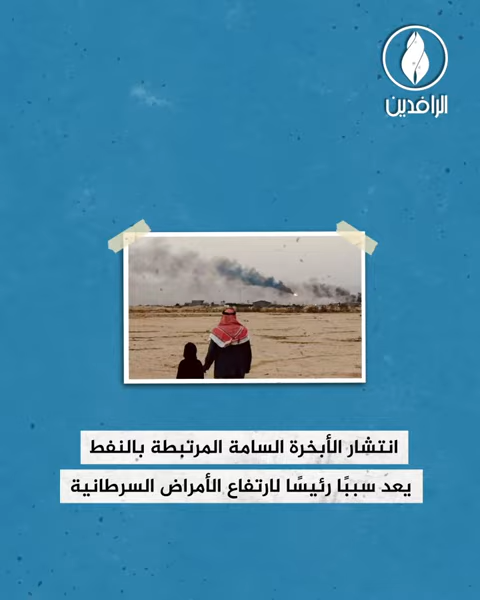 الرافدين
انتشار الأبخرة السامة المرتبطة بالنفط
يعد سببًا رئيسًا لارتفاع الأمراض السرطانية